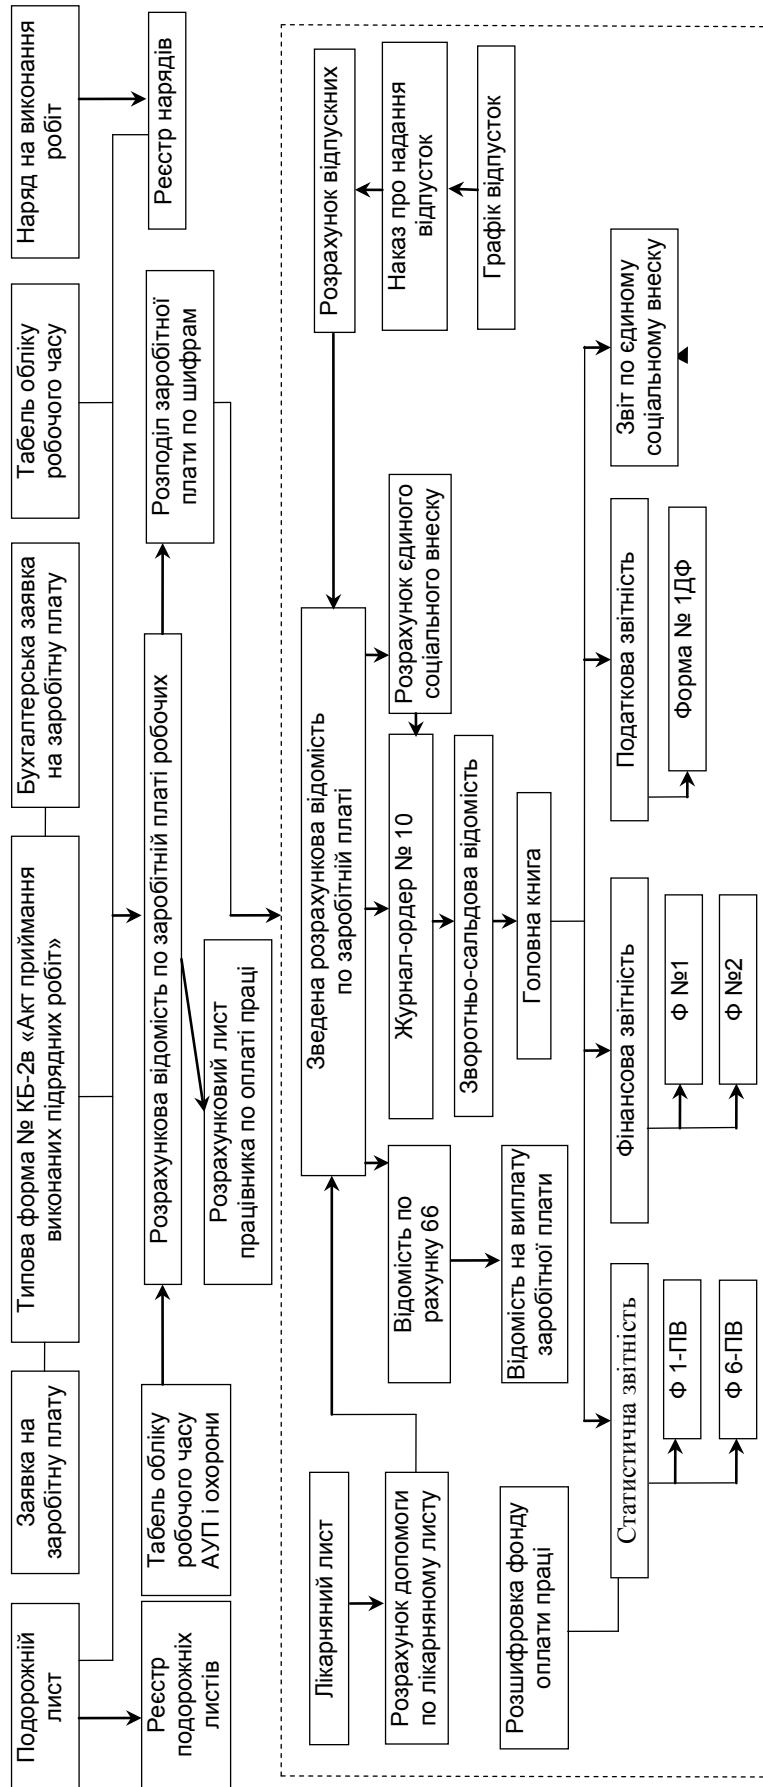 Подорожній
лист
Заявка на
заробітну плату
Типова форма № КБ-2в «Акт приймання
виконаних підрядних робіт»
Бухгалтерська заявка
на заробітну плату
Табель обліку
робочого часу
Наряд на виконання
робіт
Реєстр
подорожніх
листів
Табель обліку
робочого часу
АУП і охорони
Розрахункова відомість по заробітній платі робочих
Розподіл заробітної
плати по шифрам
Реєстр нарядів
Розрахунковий лист
працівника по оплаті праці
Лікарняний лист
Зведена розрахункова відомість
по заробітній платі
Розрахунок відпускних
Розрахунок допомоги
по лікарняному листу
Відомість по
рахунку 66
Журнал-ордер № 10
Розрахунок єдиного
соціального внеску
Наказ про надання
відпусток
Зворотньо-сальдова відомість
Графік відпусток
Розшифровка фонду
оплати праці
Відомість на виплату
заробітної плати
Головна книга
Статистична звітність
Фінансова звітність
Податкова звітність
Звіт по єдиному
соціальному внеску
Ф 1-ПВ
Ф №1
Форма № 1ДФ
Ф 6-ПВ
Ф №2